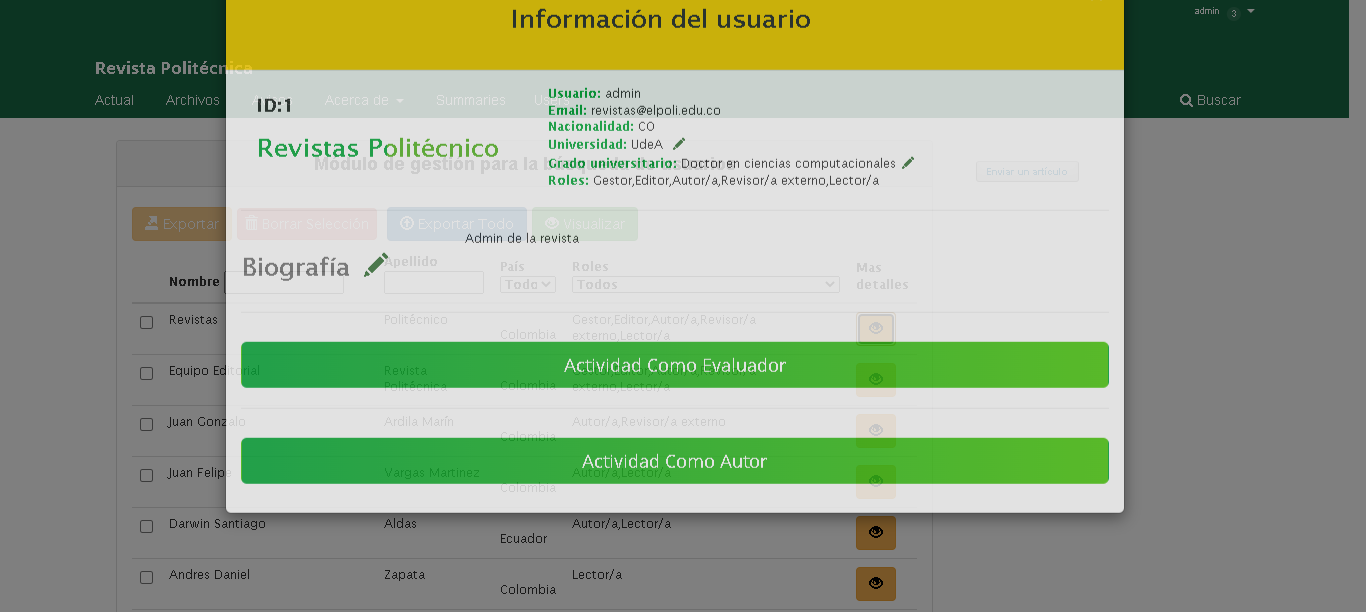 Información del usuario
admin 3
Revista Politécnica
Actual Archivos Acerca de Summaries Users
Buscar
ID:1
Revistas Politécnico
Usuario: admin
Email: revistas@elpoli.edu.co
Nacionalidad: CO
Universidad: UdeA
Grado universitario: Doctor en ciencias computacionales
Roles: Gestor,Editor,Autor/a,Revisor/a externo,Lector/a
Modulo de gestión para la
Enviar un artículo
Exportar Borrar Selección Exportar Todo Visualizar
Admin de la revista
Biografía
Nombre Apellido País Roles Mas detalles
Todo Todos
Revistas Politécnico Colombia Gestor,Editor,Autor/a,Revisor/a externo,Lector/a
Actividad Como Evaluador
Equipo Editorial Revista Politécnica Colombia externo,Lector/a
Juan Gonzalo Ardila Marín Colombia Autor/a,Revisor/a externo
Actividad Como Autor
Juan Felipe Vargas Martinez Colombia Autor/a,Lector/a
Darwin Santiago Aldas Ecuador Autor/a,Lector/a
Andres Daniel Zapata Colombia Lector/a